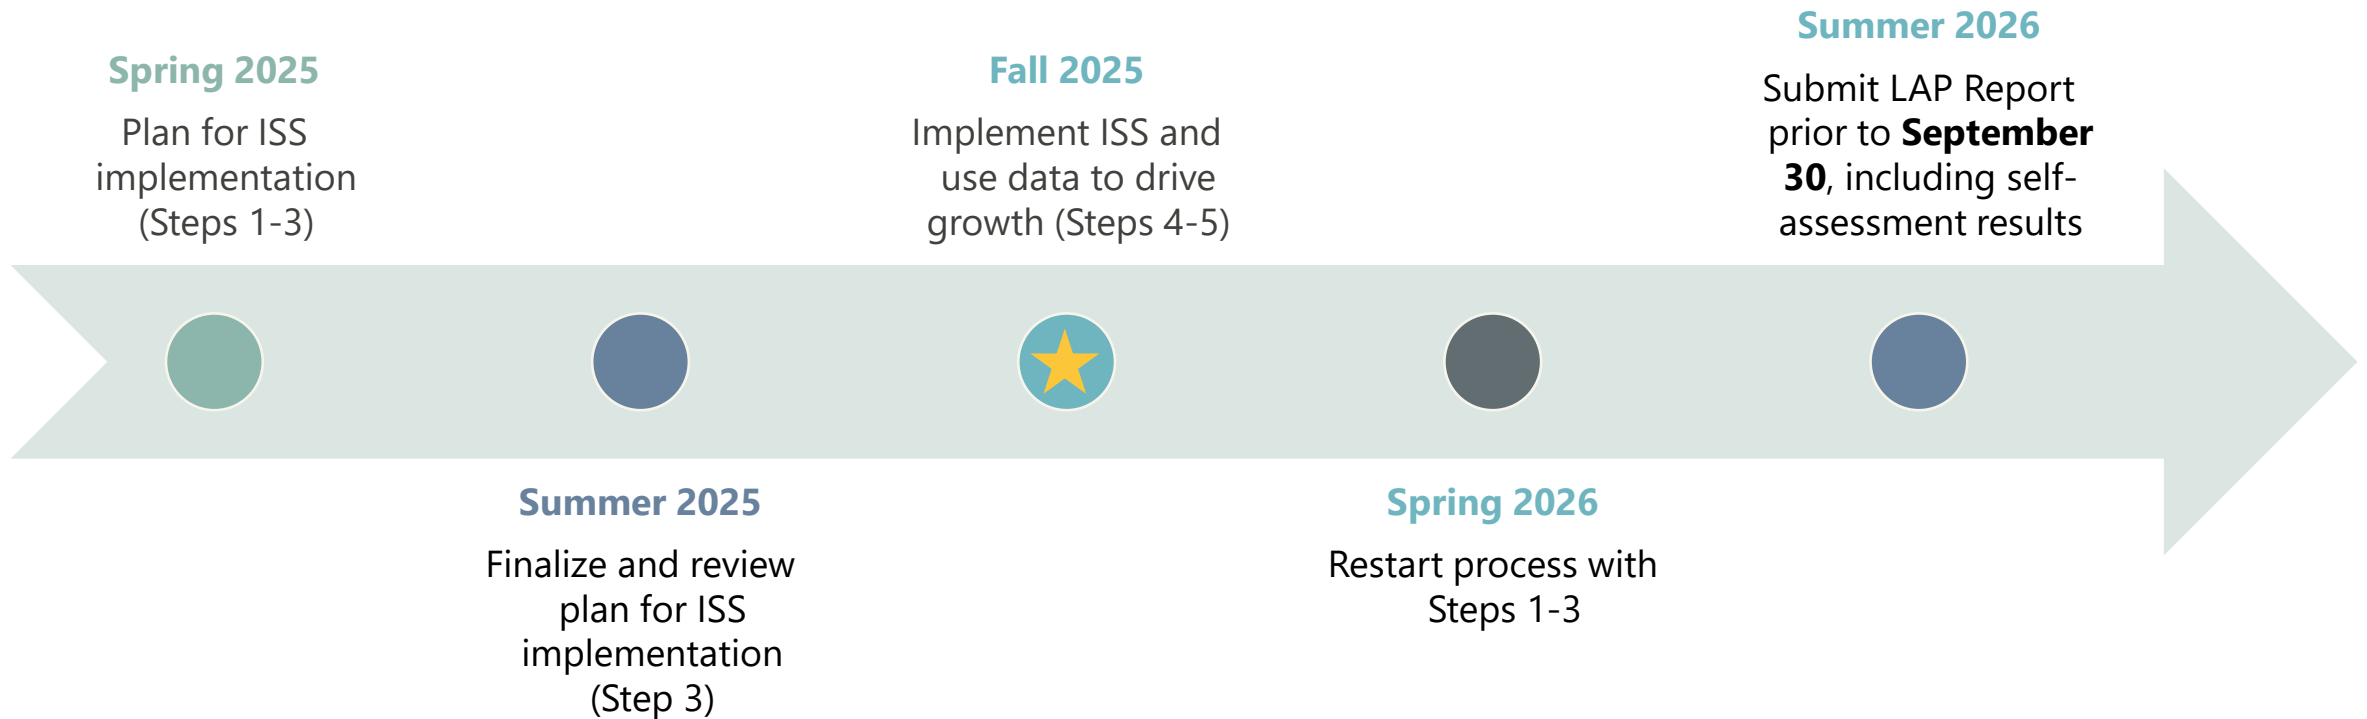 Spring 2025
Plan for ISS
implementation
(Steps 1-3)
Summer 2025
Finalize and review
plan for ISS
implementation
(Step 3)
Fall 2025
Implement ISS and
use data to drive
growth (Steps 4-5)
Spring 2026
Restart process with
Steps 1-3
Summer 2026
Submit LAP Report
prior to September
30, including self-
assessment results